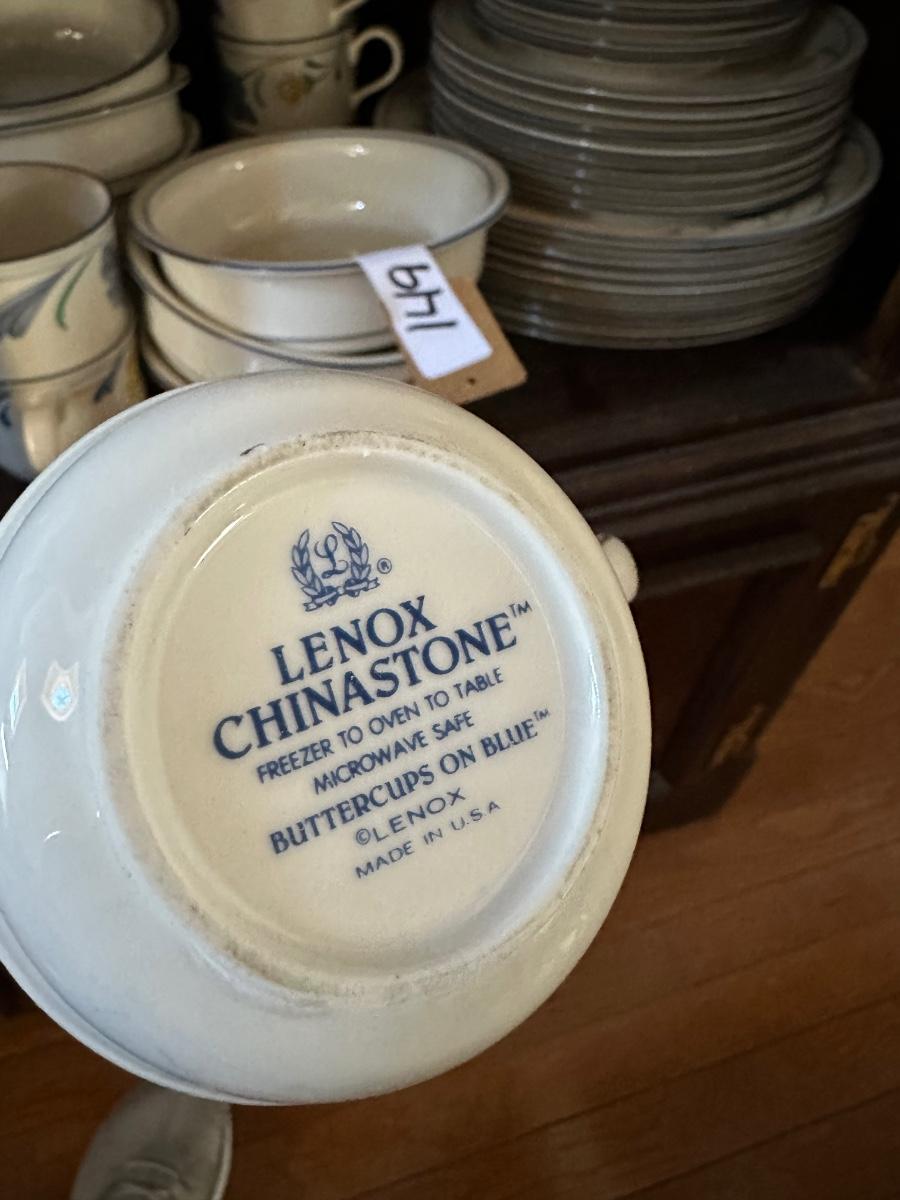 149
L®
LENOX
CHINASTONE™
FREEZER TO OVEN TO TABLE
MICROWAVE SAFE
BUTTERCUPS ON BLUE™
©LENOX
MADE IN U.S.A